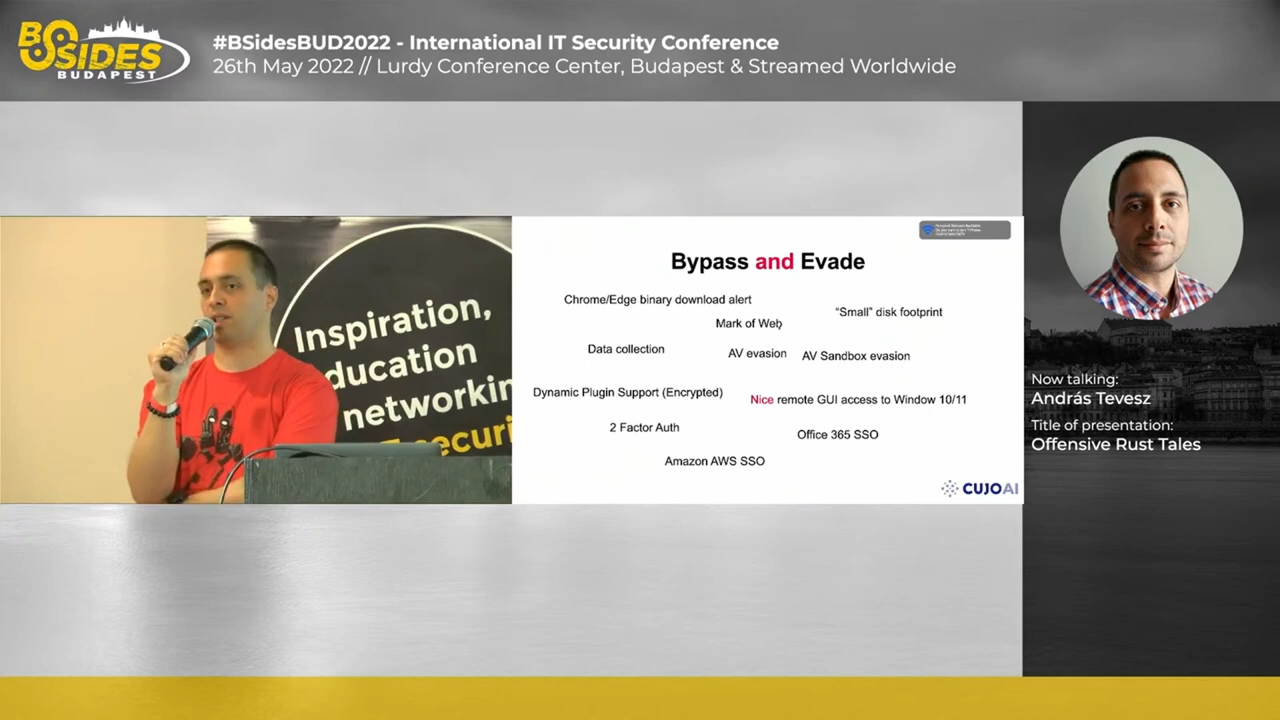 BSIDES
BUDAPEST
#BSidesBUD2022 - International IT Security Conference
26th May 2022 // Lurdy Conference Center, Budapest & Streamed Worldwide
Inspiration,
ducation
networkin
securi
Bypass and Evade
Chrome/Edge binary download alert
"Small" disk footprint
Mark of Web
Data collection
AV evasion
AV Sandbox evasion
Dynamic Plugin Support (Encrypted)
Nice remote GUI access to Window 10/11
2 Factor Auth
Office 365 SSO
Amazon AWS SSO
CUJOAI
Now talking:
András Tevesz
Title of presentation:
Offensive Rust Tales